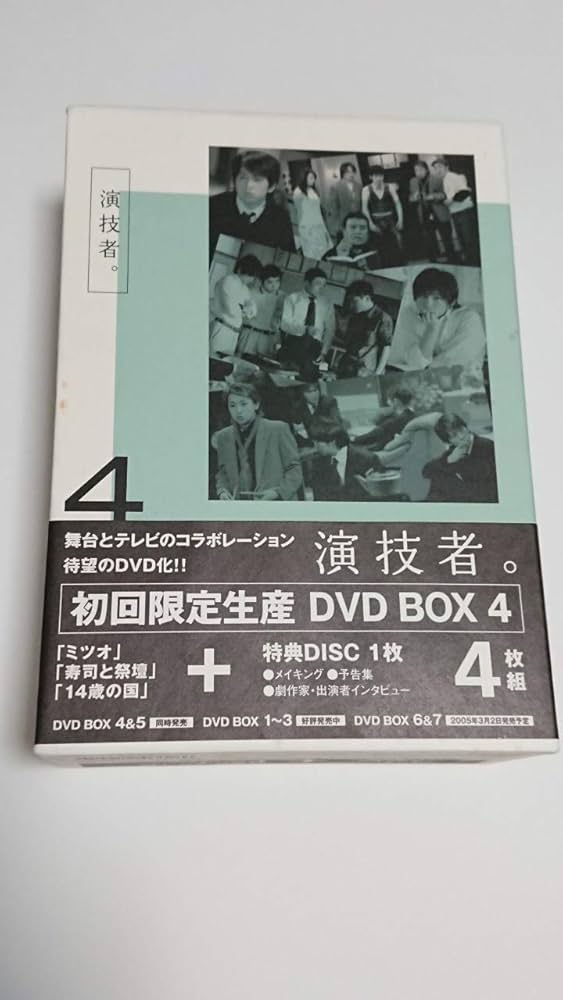 演技者。
4
舞台とテレビのコラボレーション
待望のDVD化!!
演技者。
初回限定生産 DVD BOX 4
「ミツオ」
「寿司と祭壇」
「14歳の国」
+
特典DISC 1枚
●メイキング ●予告集
●劇作家・出演者インタビュー
4枚組
DVD BOX 4&5 同時発売 DVD BOX 1~3 好評発売中 DVD BOX 6&7 2005年3月2日発売予定